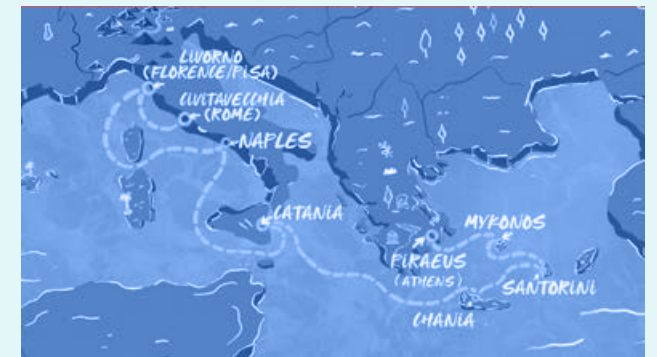 LIVORNO
(FLORENCE/PISA)
CIVITAVECCHIA
(ROME)
NAPLES
CATANIA
MYKONOS
PIRAEUS
(ATHENS)
SANTORINI
CHANIA